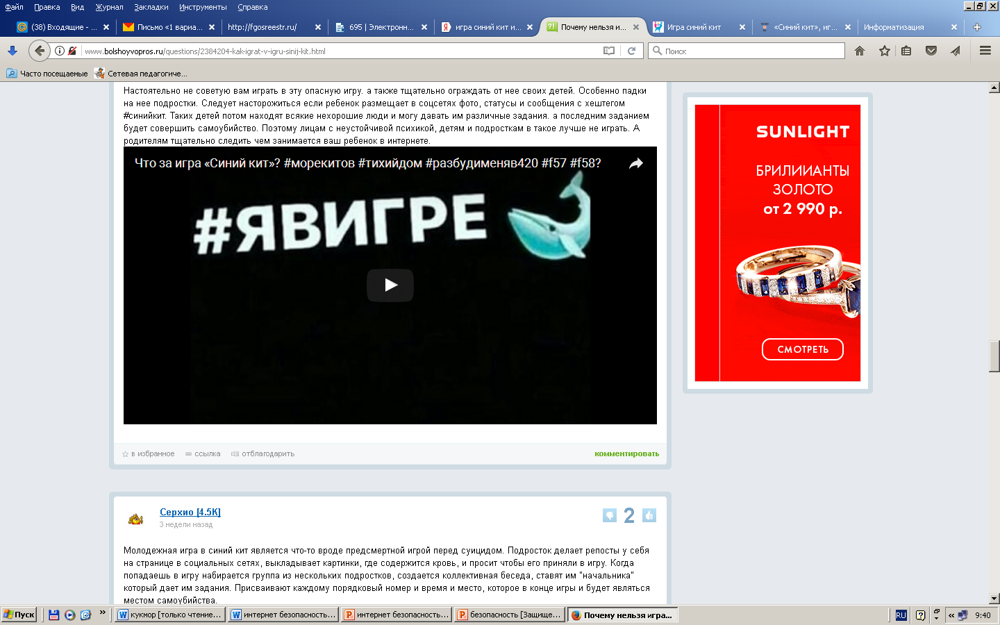 Файл Правка Вид Журнал Закладки Инструменты Справка
(38) Входящие - ...
Письмо «1 вариа...
http://fgosreestr.ru/
695 | Электронн...
игра синий кит и...
Почему нельзя и...
Игра синий кит
«Синий кит», иг...
Информатизация
www.bolshoyvopros.ru/questions/2384204-kak-igrat-v-igru-sinij-kit.html
Поиск
Часто посещаемые Сетевая педагогиче...
Настоятельно не советую вам играть в эту опасную игру. а также тщательно ограждать от нее своих детей. Особенно падки
на нее подростки. Следует насторожиться если ребенок размещает в соцсетях фото, статусы и сообщения с хештегом
#синийкит. Таких детей потом находят всякие нехорошие люди и могу давать им различные задания. а последним заданием
будет совершить самоубийство. Поэтому лицам с неустойчивой психикой, детям и подросткам в такое лучше не играть. А
родителям тщательно следить чем занимается ваш ребенок в интернете.
Что за игра «Синий кит»? #морекитов #тихийдом #разбудименяв420 #f57 #f58?
#ЯВИГРЕ
в избранное ссылка отблагодарить
комментировать
SUNLIGHT
БРИЛИИАНТЫ
ЗОЛОТО
от 2 990 р.
СМОТРЕТЬ
Серхио [4.5K]
3 недели назад
2
Молодежная игра в синий кит является что-то вроде предсмертной игрой перед суицидом. Подросток делает репосты у себя
на странице в социальных сетях, выкладывает картинки, где содержится кровь, и просит чтобы его приняли в игру. Когда
попадаешь в игру набирается группа из нескольких подростков, создается коллективная беседа, ставят им "начальника"
который дает им задания. Присваивают каждому порядковый номер и время и место, которое в конце игры и будет являться
местом самоубийства.
Пуск
кукмор [только чтение...
интернет безопасность...
интернет безопасность...
безопасность [Защище...
Почему нельзя игра...
RU
9:40